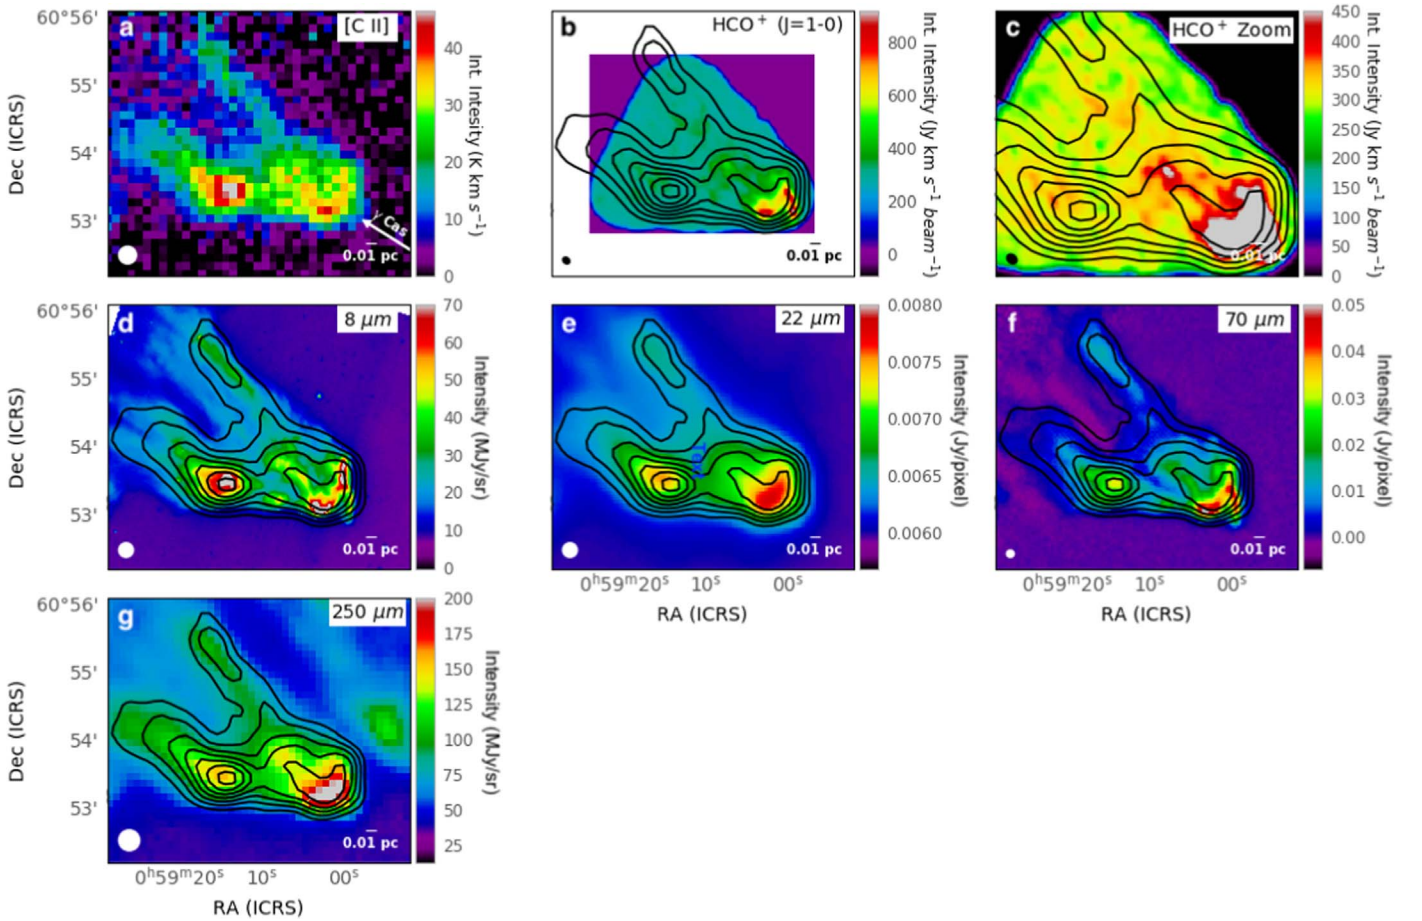 a
[C II]
60°56'
55'
54'
53'
Dec (ICRS)
γ Cas
0.01 pc
40
30
20
10
0
Int. Intesity (K km s⁻¹)
b
HCO⁺ (J=1-0)
0.01 pc
800
600
400
200
0
Int. Intensity (Jy km s⁻¹ beam⁻¹)
c
HCO⁺ Zoom
0.01 pc
450
400
350
300
250
200
150
100
50
0
Int. Intensity (Jy km s⁻¹ beam⁻¹)
d
8 μm
60°56'
55'
54'
53'
Dec (ICRS)
0.01 pc
70
60
50
40
30
20
10
0
Intensity (MJy/sr)
e
22 μm
0.01 pc
0ʰ59ᵐ20ˢ 10ˢ 00ˢ
RA (ICRS)
0.0080
0.0075
0.0070
0.0065
0.0060
Intensity (Jy/pixel)
f
70 μm
0.01 pc
0ʰ59ᵐ20ˢ 10ˢ 00ˢ
RA (ICRS)
0.05
0.04
0.03
0.02
0.01
0.00
Intensity (Jy/pixel)
g
250 μm
60°56'
55'
54'
53'
Dec (ICRS)
0.01 pc
0ʰ59ᵐ20ˢ 10ˢ 00ˢ
RA (ICRS)
200
175
150
125
100
75
50
25
Intensity (MJy/sr)